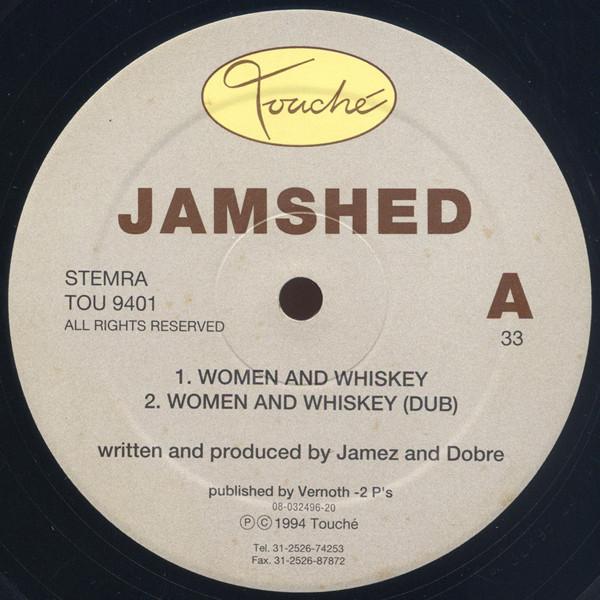 Touché
JAMSHED
STEMRA
TOU 9401
ALL RIGHTS RESERVED
A
33
1. WOMEN AND WHISKEY
2. WOMEN AND WHISKEY (DUB)
written and produced by Jamez and Dobre
published by Vernoth -2 P's
08-032496-20
℗ © 1994 Touché
Tel. 31-2526-74253
Fax. 31-2526-87872